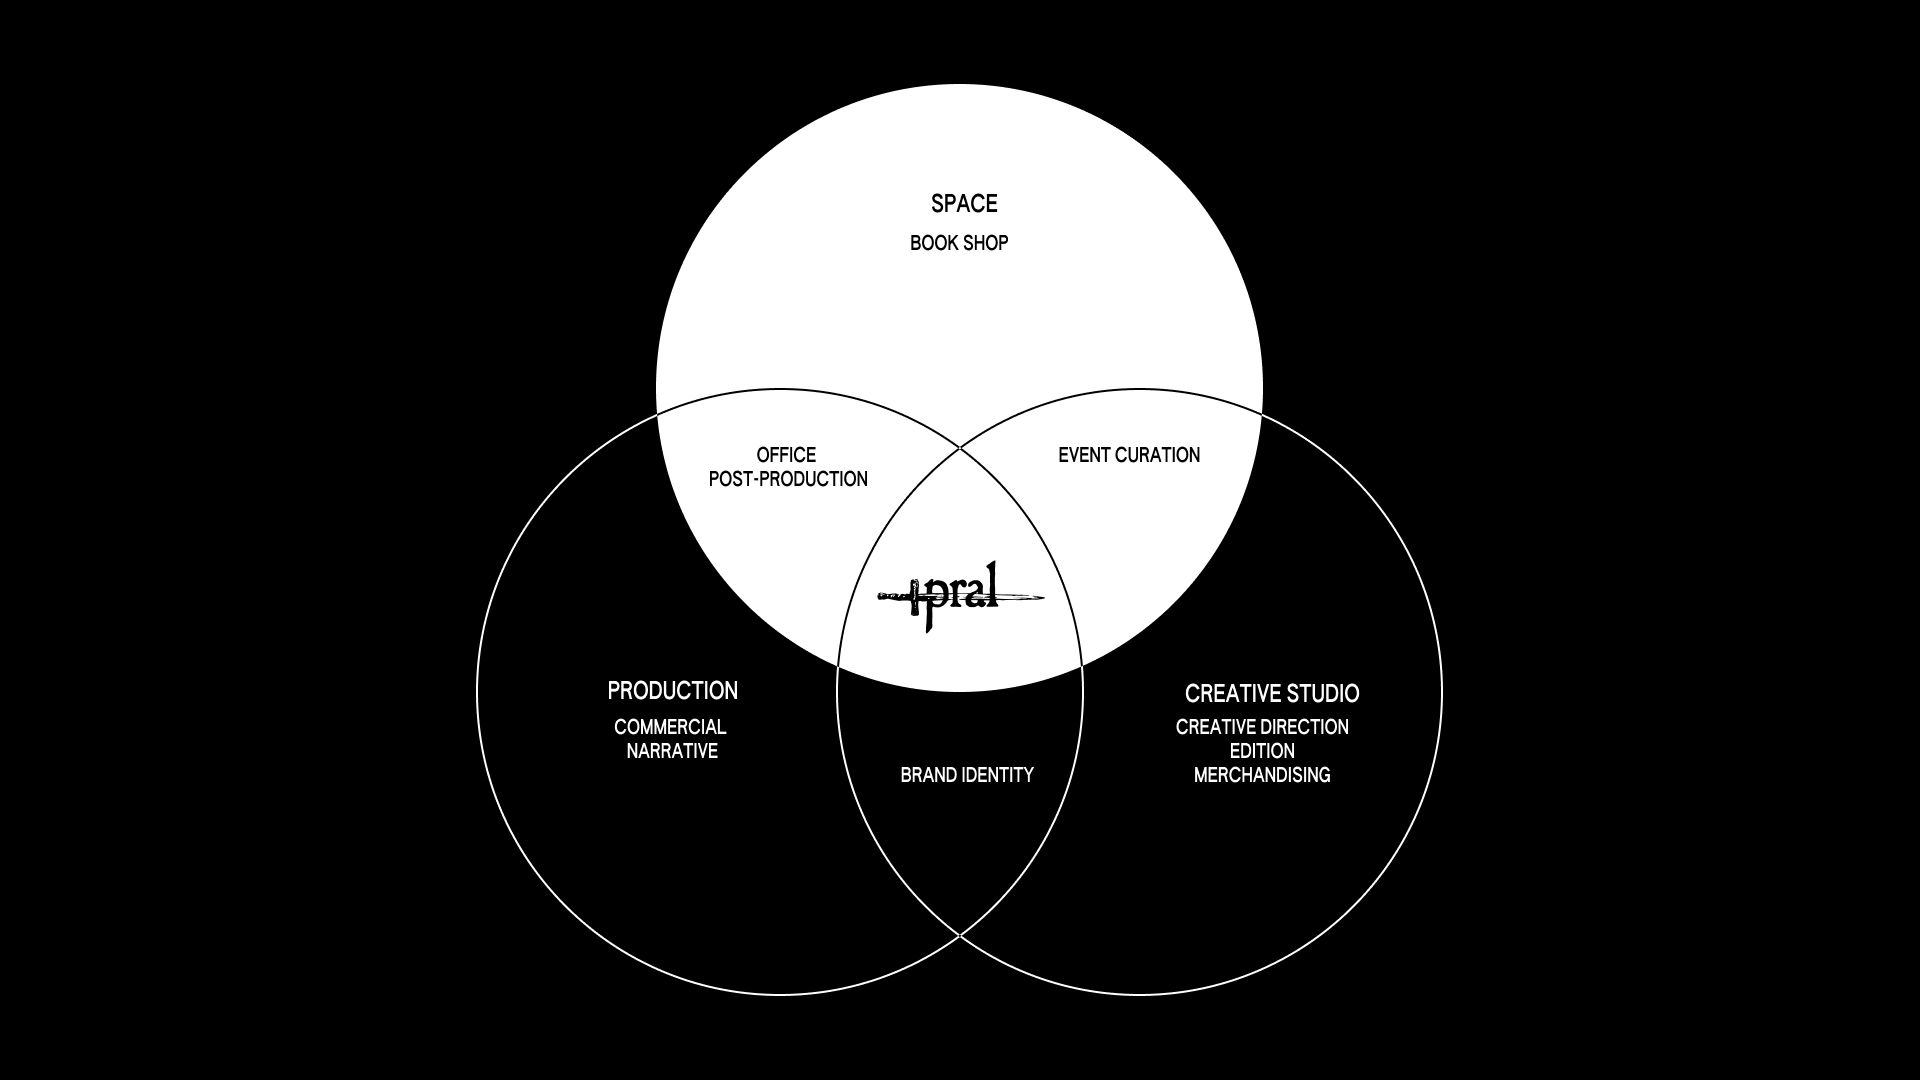 SPACE
BOOK SHOP
OFFICE
POST-PRODUCTION
EVENT CURATION
pral
PRODUCTION
COMMERCIAL
NARRATIVE
CREATIVE STUDIO
CREATIVE DIRECTION
EDITION
MERCHANDISING
BRAND IDENTITY